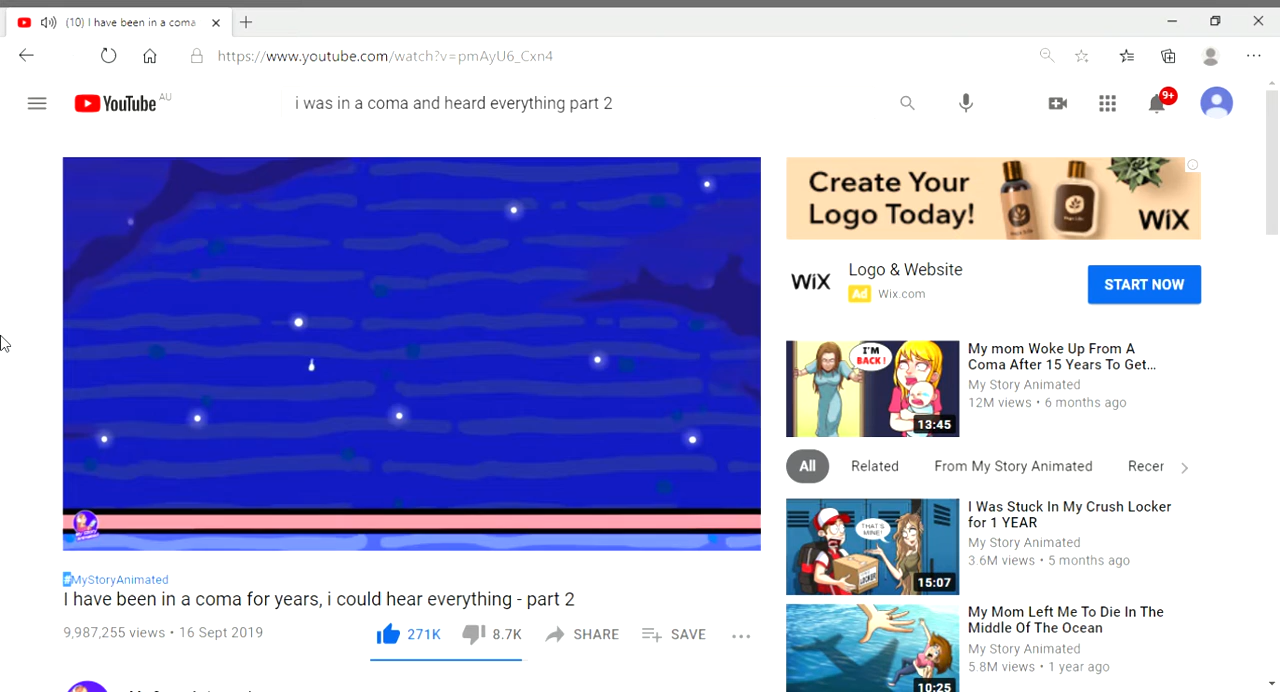 (10) I have been in a coma
https://www.youtube.com/watch?v=pmAyU6_Cxn4
YouTube AU
i was in a coma and heard everything part 2
9+
Create Your
Logo Today!
WiX
WiX
Logo & Website
Ad Wix.com
START NOW
I'M
BACK!
13:45
My mom Woke Up From A
Coma After 15 Years To Get...
My Story Animated
12M views • 6 months ago
All
Related
From My Story Animated
Recer
THAT'S
MINE!
LOCKER
15:07
I Was Stuck In My Crush Locker
for 1 YEAR
My Story Animated
3.6M views • 5 months ago
10:25
My Mom Left Me To Die In The
Middle Of The Ocean
My Story Animated
5.8M views • 1 year ago
MY STORY
ANIMATED
#MyStoryAnimated
I have been in a coma for years, i could hear everything - part 2
9,987,255 views • 16 Sept 2019
271K
8.7K
SHARE
SAVE